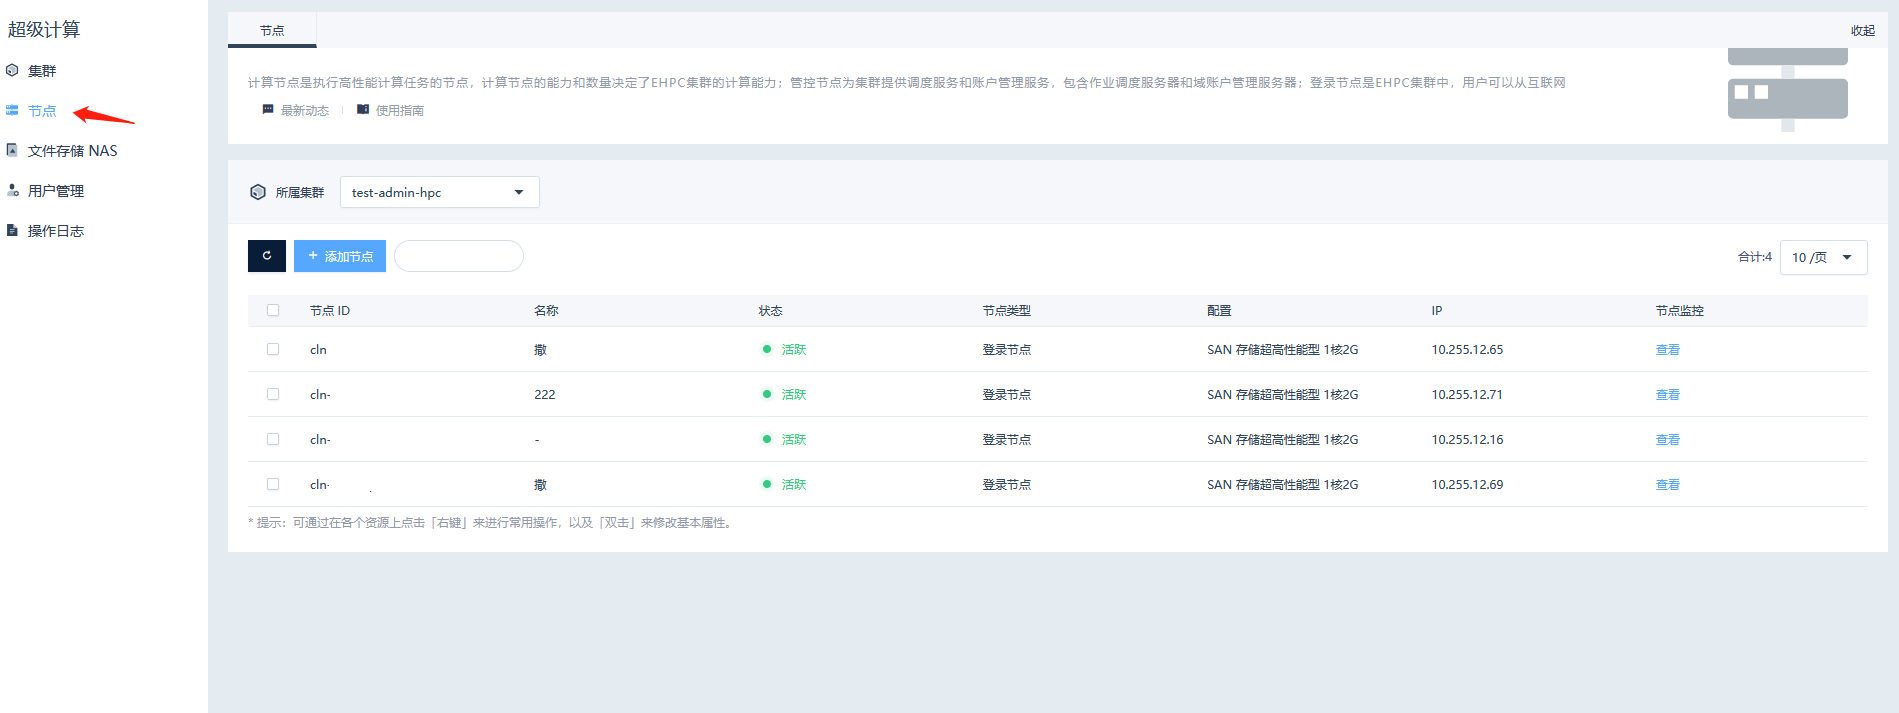 超级计算
集群
节点
文件存储 NAS
用户管理
操作日志
节点
收起
计算节点是执行高性能计算任务的节点，计算节点的能力和数量决定了EHPC集群的计算能力；管控节点为集群提供调度服务和账户管理服务，包含作业调度服务器和域账户管理服务器；登录节点是EHPC集群中，用户可以从互联网
最新动态 使用指南
所属集群 test-admin-hpc
+ 添加节点 合计:4 10 /页
节点 ID 名称 状态 节点类型 配置 IP 节点监控
cln 撒 活跃 登录节点 SAN 存储超高性能型 1核2G 10.255.12.65 查看
cln- 222 活跃 登录节点 SAN 存储超高性能型 1核2G 10.255.12.71 查看
cln- - 活跃 登录节点 SAN 存储超高性能型 1核2G 10.255.12.16 查看
cln- 撒 活跃 登录节点 SAN 存储超高性能型 1核2G 10.255.12.69 查看
* 提示：可通过在各个资源上点击「右键」来进行常用操作，以及「双击」来修改基本属性。